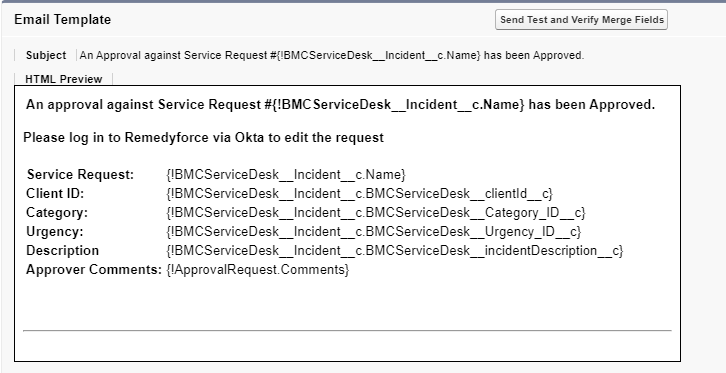 Email Template
Send Test and Verify Merge Fields
Subject An Approval against Service Request #{!BMCServiceDesk__Incident__c.Name} has been Approved.
HTML Preview
An approval against Service Request #{!BMCServiceDesk__Incident__c.Name} has been Approved.
Please log in to Remedyforce via Okta to edit the request
Service Request: {!BMCServiceDesk__Incident__c.Name}
Client ID: {!BMCServiceDesk__Incident__c.BMCServiceDesk__clientId__c}
Category: {!BMCServiceDesk__Incident__c.BMCServiceDesk__Category_ID__c}
Urgency: {!BMCServiceDesk__Incident__c.BMCServiceDesk__Urgency_ID__c}
Description {!BMCServiceDesk__Incident__c.BMCServiceDesk__incidentDescription__c}
Approver Comments: {!ApprovalRequest.Comments}